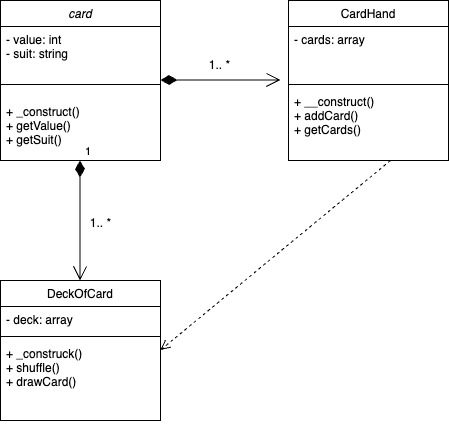 card
- value: int
- suit: string
+ _construct()
+ getValue()
+ getSuit()
1
1.. *
CardHand
- cards: array
+ __construct()
+ addCard()
+ getCards()
1.. *
DeckOfCard
- deck: array
+ _construck()
+ shuffle()
+ drawCard()